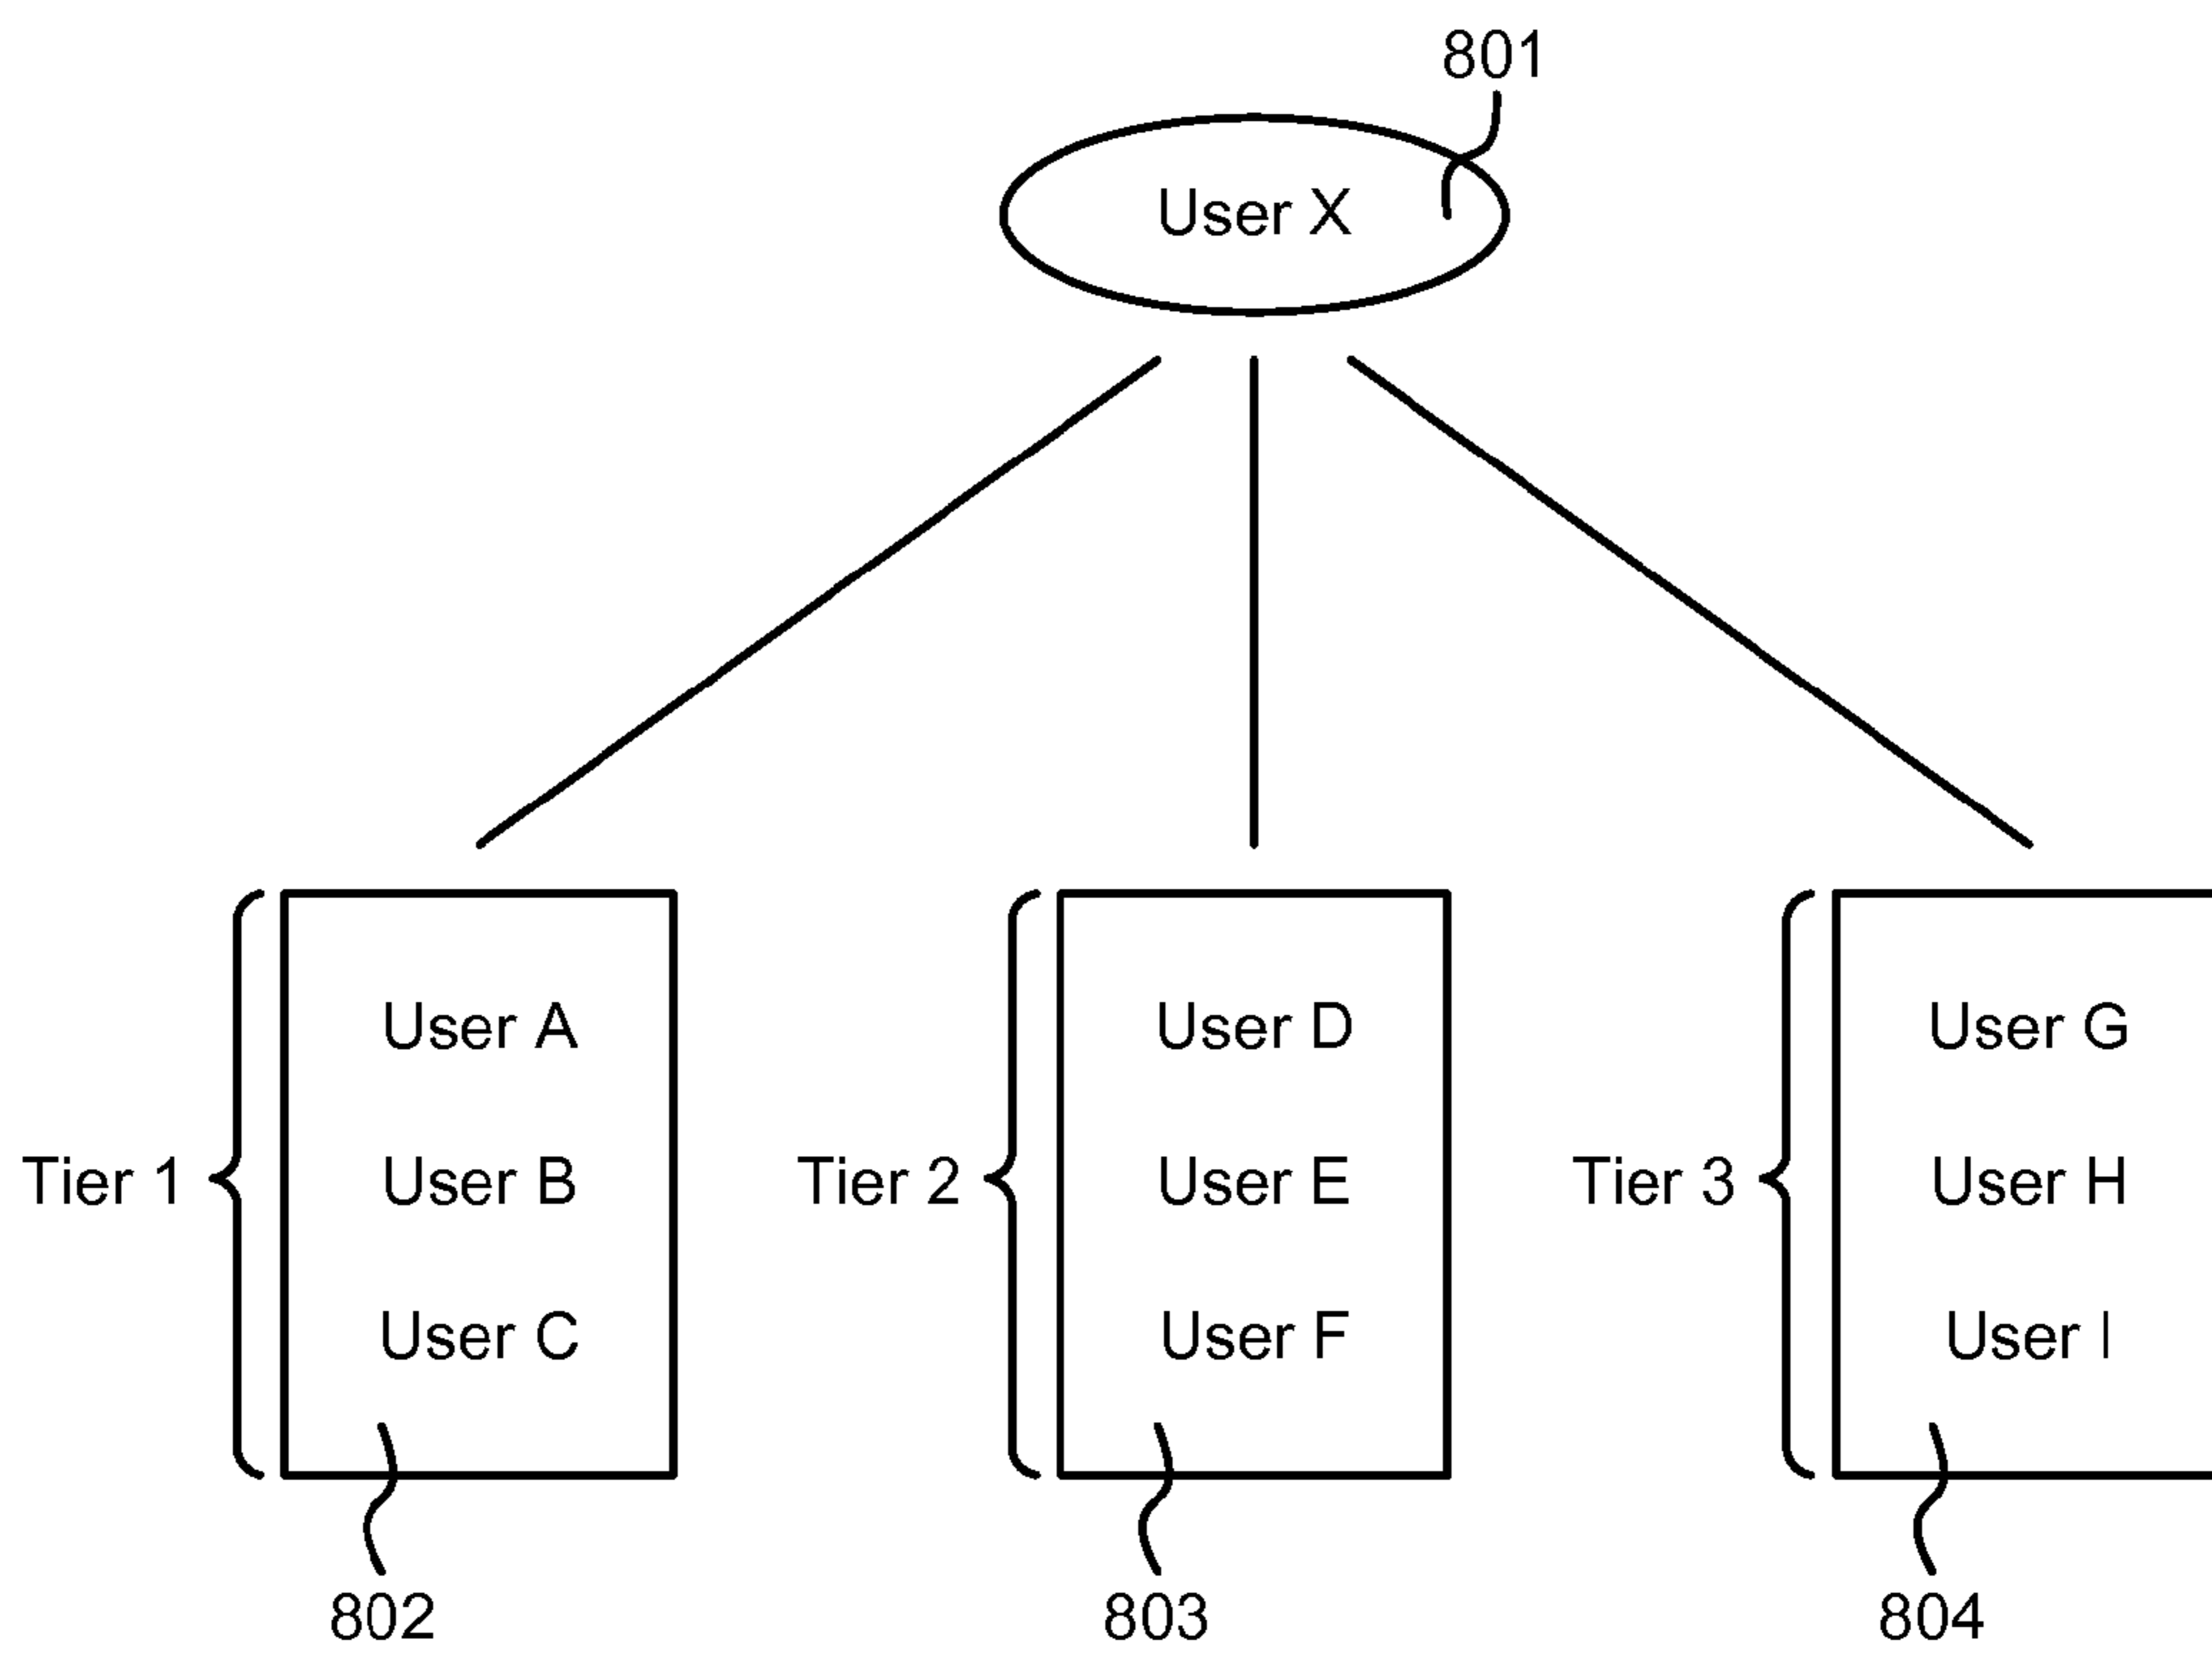 801
User X
User A
User B
User C
Tier 1
802
User D
User E
User F
Tier 2
803
User G
User H
User I
Tier 3
804